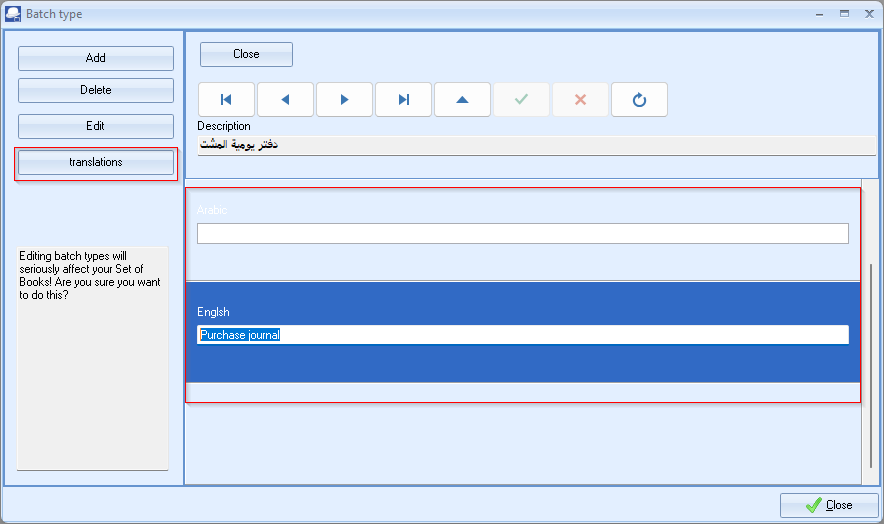 Batch type
Add
Delete
Edit
translations
Editing batch types will
seriously affect your Set of
Books! Are you sure you want
to do this?
Close
Description
دفتر يومية المشت
Arabic
Englsh
Purchase journal
Close